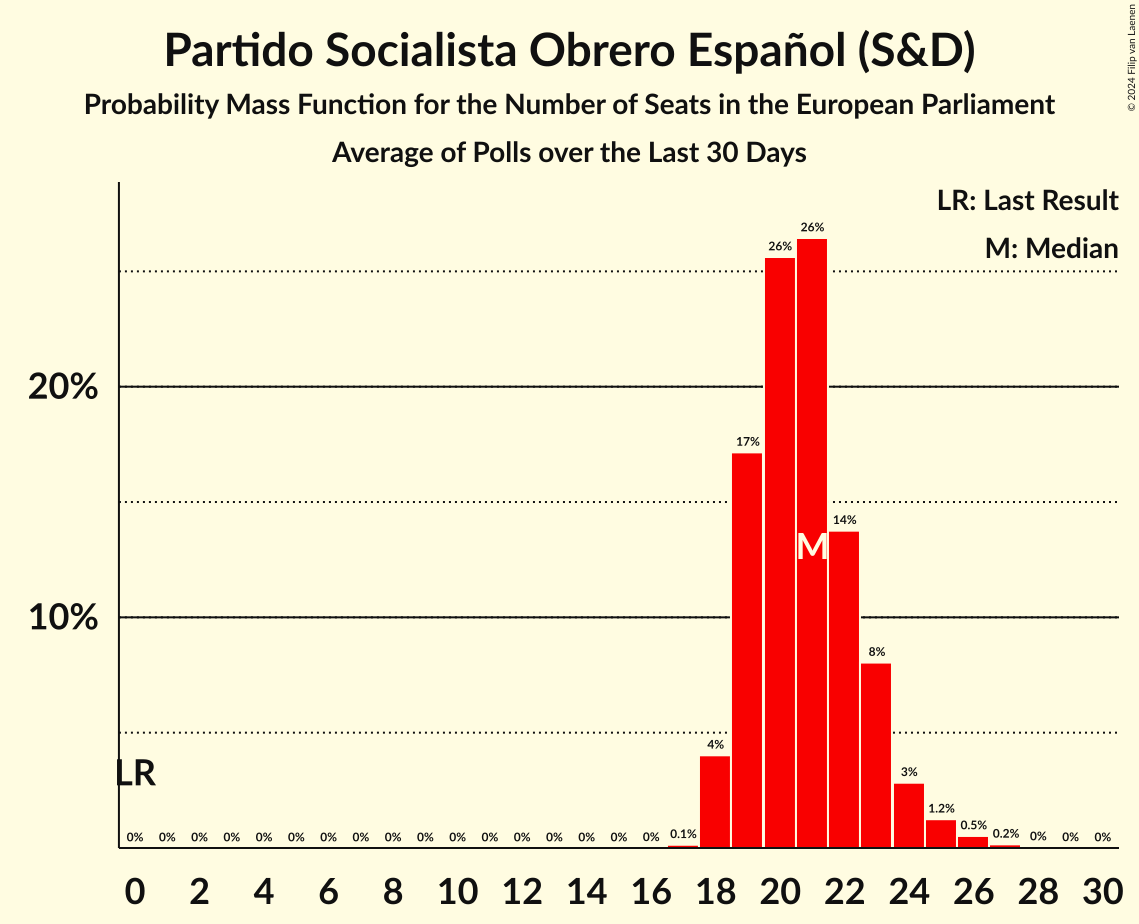 Partido Socialista Obrero Español (S&D)
Probability Mass Function for the Number of Seats in the European Parliament
Average of Polls over the Last 30 Days
© 2024 Filip van Laenen
LR: Last Result
M: Median
26%
26%
20%
17%
14%
M
10%
8%
4%
LR
3%
1.2%
0% 0% 0% 0% 0% 0% 0% 0% 0% 0% 0% 0% 0% 0% 0% 0% 0% 0.1% 0.5% 0.2% 0% 0% 0%
0 2 4 6 8 10 12 14 16 18 20 22 24 26 28 30